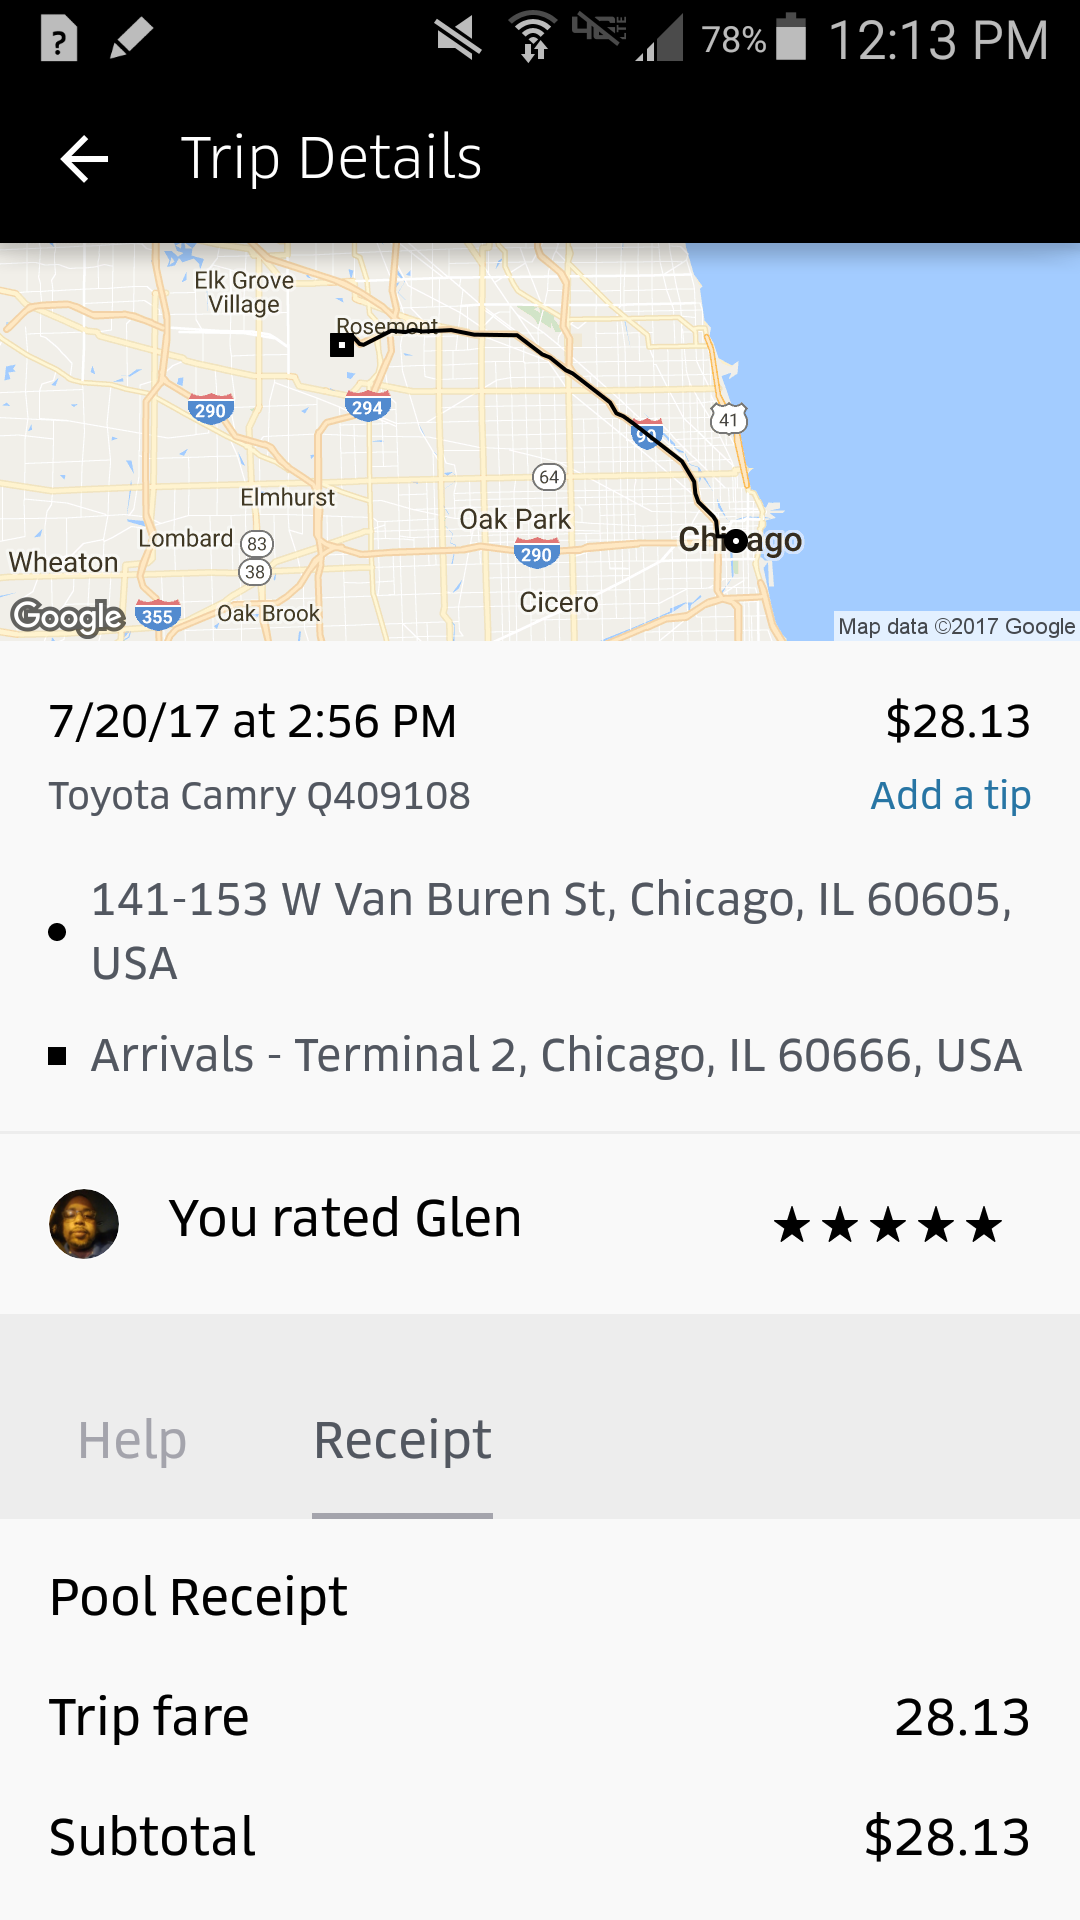 78% 12:13 PM
Trip Details
Elk Grove
Village
Rosemont
290
294
90
41
64
Elmhurst
Oak Park
Lombard
83
Chicago
290
Wheaton
38
Cicero
Google
355
Oak Brook
Map data ©2017 Google
7/20/17 at 2:56 PM $28.13
Toyota Camry Q409108 Add a tip
141-153 W Van Buren St, Chicago, IL 60605,
USA
Arrivals - Terminal 2, Chicago, IL 60666, USA
You rated Glen
Help Receipt
Pool Receipt
Trip fare 28.13
Subtotal $28.13